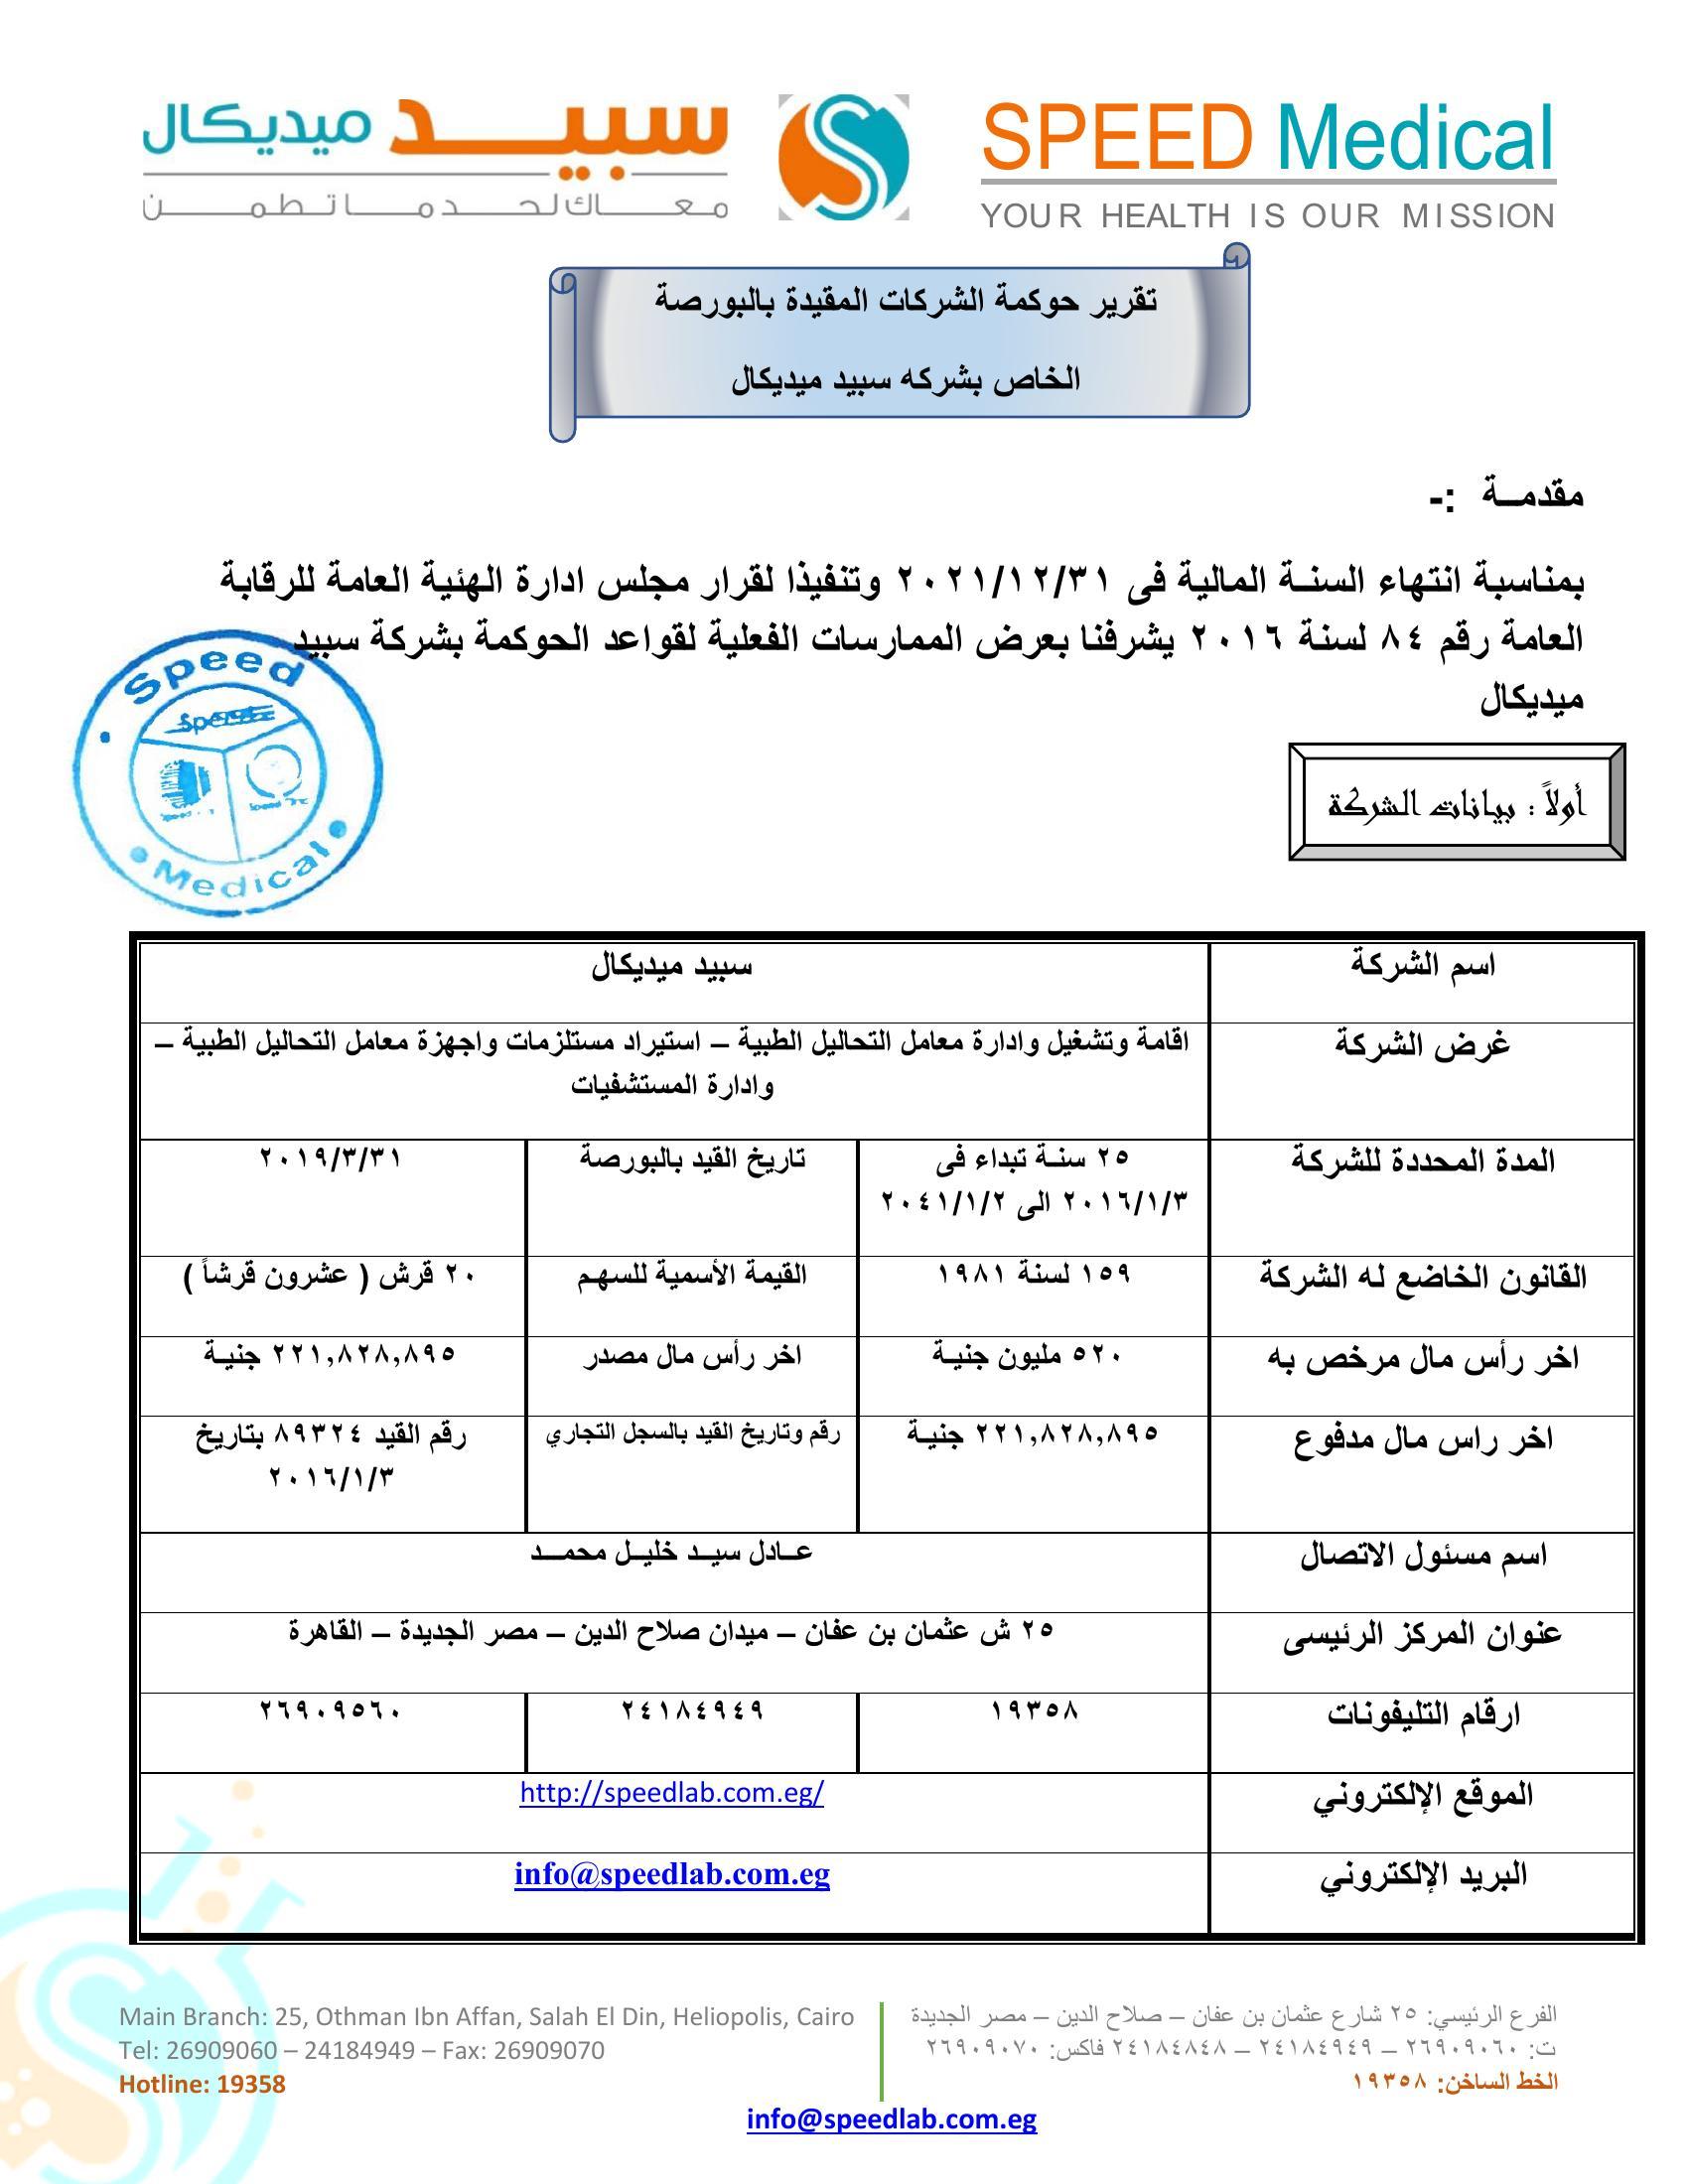 سبيد ميديكال
معاك لحد ما تطمن
SPEED Medical
YOUR HEALTH IS OUR MISSION
تقرير حوكمة الشركات المقيدة بالبورصة
الخاص بشركه سبيد ميديكال
مقدمــة :-
بمناسبة انتهاء السنـة المالية فى ٢٠٢١/١٢/٣١ وتنفيذا لقرار مجلس ادارة الهئية العامة للرقابة
العامة رقم ٨٤ لسنة ٢٠١٦ يشرفنا بعرض الممارسات الفعلية لقواعد الحوكمة بشركة سبيد
ميديكال
Speed
Medical
أولاً : بيانات الشركة
اسم الشركة
سبيد ميديكال
غرض الشركة
اقامة وتشغيل وادارة معامل التحاليل الطبية – استيراد مستلزمات واجهزة معامل التحاليل الطبية –
وادارة المستشفيات
المدة المحددة للشركة
٢٥ سنـة تبداء فى
٢٠١٦/١/٣ الى ٢٠٤١/١/٢
تاريخ القيد بالبورصة
٢٠١٩/٣/٣١
القانون الخاضع له الشركة
١٥٩ لسنة ١٩٨١
القيمة الأسمية للسهم
٢٠ قرش ( عشرون قرشاً )
اخر رأس مال مرخص به
٥٢٠ مليون جنيـة
اخر رأس مال مصدر
٢٢١,٨٢٨,٨٩٥ جنيـة
اخر راس مال مدفوع
٢٢١,٨٢٨,٨٩٥ جنيـة
رقم وتاريخ القيد بالسجل التجاري
رقم القيد ٨٩٣٢٤ بتاريخ
٢٠١٦/١/٣
اسم مسئول الاتصال
عــادل سيــد خليــل محمــد
عنوان المركز الرئيسى
٢٥ ش عثمان بن عفان – ميدان صلاح الدين – مصر الجديدة – القاهرة
ارقام التليفونات
١٩٣٥٨
٢٤١٨٤٩٤٩
٢٦٩٠٩٥٦٠
الموقع الإلكتروني
http://speedlab.com.eg/
البريد الإلكتروني
info@speedlab.com.eg
الفرع الرئيسي: ٢٥ شارع عثمان بن عفان – صلاح الدين – مصر الجديدة
ت: ٢٦٩٠٩٠٦٠ – ٢٤١٨٤٩٤٩ – ٢٤١٨٤٨٤٨ فاكس: ٢٦٩٠٩٠٧٠
الخط الساخن: ١٩٣٥٨
Main Branch: 25, Othman Ibn Affan, Salah El Din, Heliopolis, Cairo
Tel: 26909060 – 24184949 – Fax: 26909070
Hotline: 19358
info@speedlab.com.eg